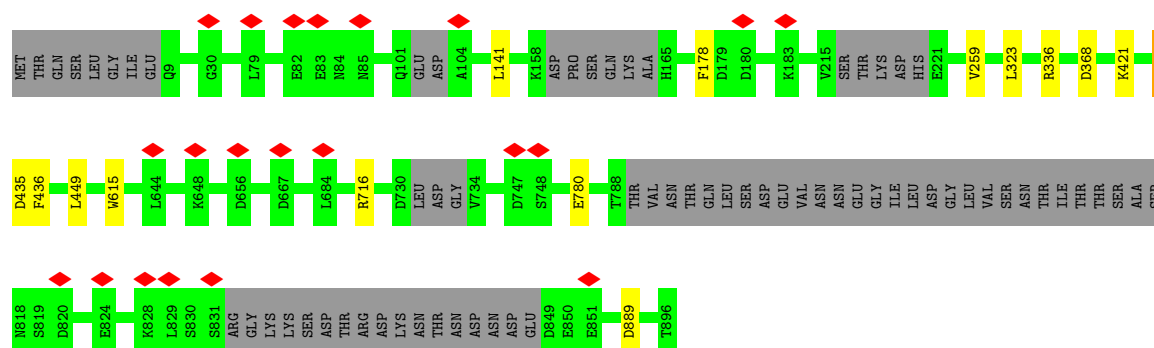 MET THR GLN SER LEU GLY ILE GLU Q9 G30 L79 E82 E83 N84 N85 Q101 GLU ASP A104 L141 K158 ASP PRO SER GLN LYS ALA H165 F178 D179 D180 K183 V215 SER THR LYS ASP HIS E221 V259 L323 R336 D368 K421
D435 F436 L449 W615 L644 K648 D656 D667 L684 R716 D730 LEU ASP GLY V734 D747 S748 E780 T788 THR VAL ASN THR GLN LEU SER ASP GLU VAL ASN ASN GLU GLY ILE LEU ASP GLY LEU VAL SER ASN THR ILE THR THR SER ALA SER
N818 S819 D820 E824 K828 L829 S830 S831 ARG GLY LYS LYS SER ASP THR ARG ASP LYS ASN THR ASN ASP ASN ASP GLU D849 E850 E851 D889 T896